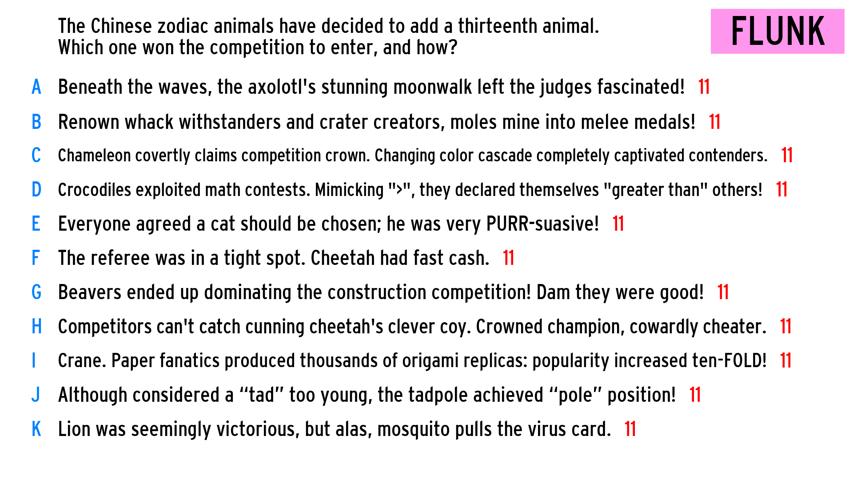 The Chinese zodiac animals have decided to add a thirteenth animal.
Which one won the competition to enter, and how?
FLUNK
A Beneath the waves, the axolotl's stunning moonwalk left the judges fascinated! 11
B Renown whack withstanders and crater creators, moles mine into melee medals! 11
C Chameleon covertly claims competition crown. Changing color cascade completely captivated contenders. 11
D Crocodiles exploited math contests. Mimicking ">", they declared themselves "greater than" others! 11
E Everyone agreed a cat should be chosen; he was very PURR-suasive! 11
F The referee was in a tight spot. Cheetah had fast cash. 11
G Beavers ended up dominating the construction competition! Dam they were good! 11
H Competitors can't catch cunning cheetah's clever coy. Crowned champion, cowardly cheater. 11
I Crane. Paper fanatics produced thousands of origami replicas: popularity increased ten-FOLD! 11
J Although considered a “tad” too young, the tadpole achieved “pole” position! 11
K Lion was seemingly victorious, but alas, mosquito pulls the virus card. 11